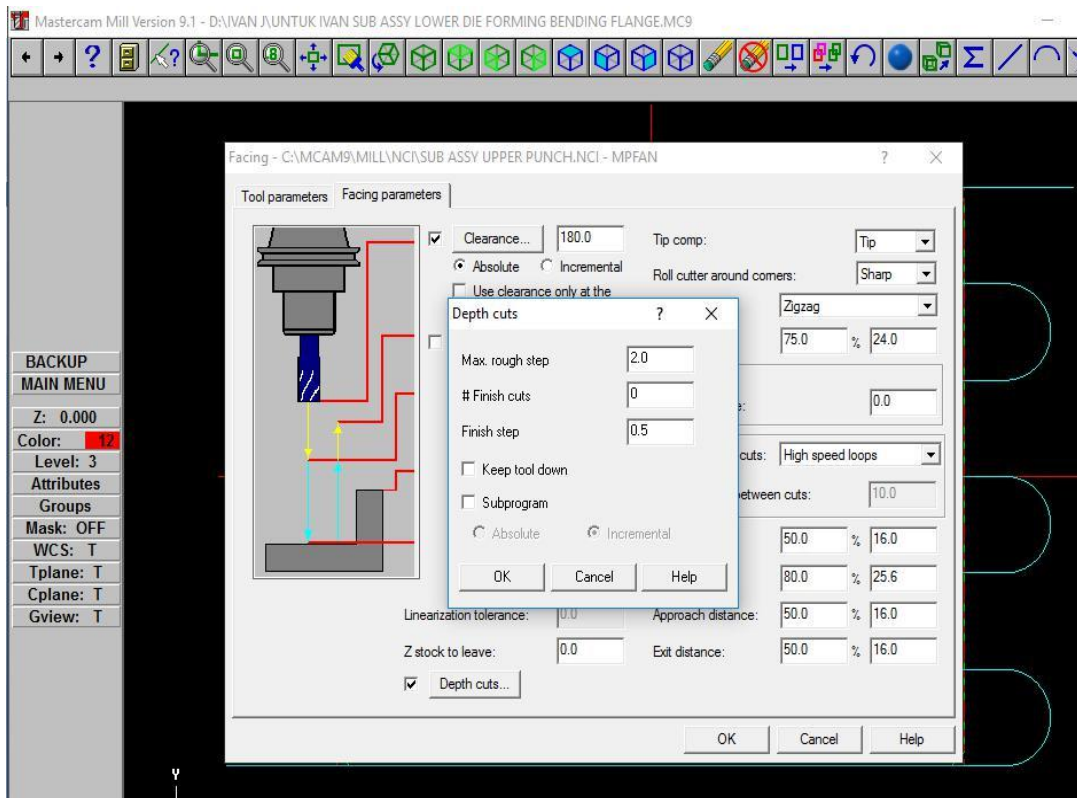 Mastercam Mill Version 9.1 - D:\IVAN J\UNTUK IVAN SUB ASSY LOWER DIE FORMING BENDING FLANGE.MC9
Facing - C:\MCAM9\MILL\NCI\SUB ASSY UPPER PUNCH.NCI - MPFAN
Tool parameters Facing parameters
Clearance... 180.0 Tip comp: Tip
Absolute Incremental
Roll cutter around corners: Sharp
Use clearance only at the
Zigzag
Depth cuts
75.0 % 24.0
Max. rough step 2.0
# Finish cuts 0
0.0
Finish step 0.5
cuts: High speed loops
Keep tool down
between cuts: 10.0
Subprogram
Absolute Incremental
50.0 % 16.0
OK Cancel Help
80.0 % 25.6
Linearization tolerance: 0.0 Approach distance: 50.0 % 16.0
Z stock to leave: 0.0 Exit distance: 50.0 % 16.0
Depth cuts...
OK Cancel Help
BACKUP
MAIN MENU
Z: 0.000
Color: 12
Level: 3
Attributes
Groups
Mask: OFF
WCS: T
Tplane: T
Cplane: T
Gview: T
Y